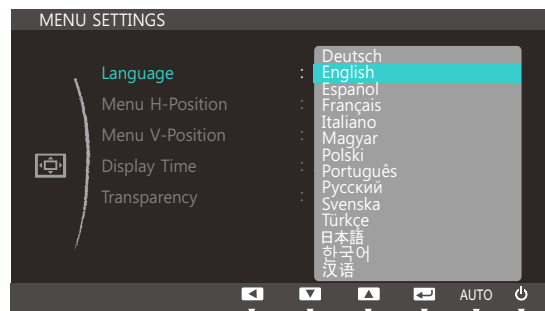 MENU SETTINGS
Language : Deutsch
English
Español
Menu H-Position : Français
Italiano
Menu V-Position : Magyar
Polski
Display Time : Português
Русский
Transparency : Svenska
Türkçe
日本語
한국어
汉语
AUTO